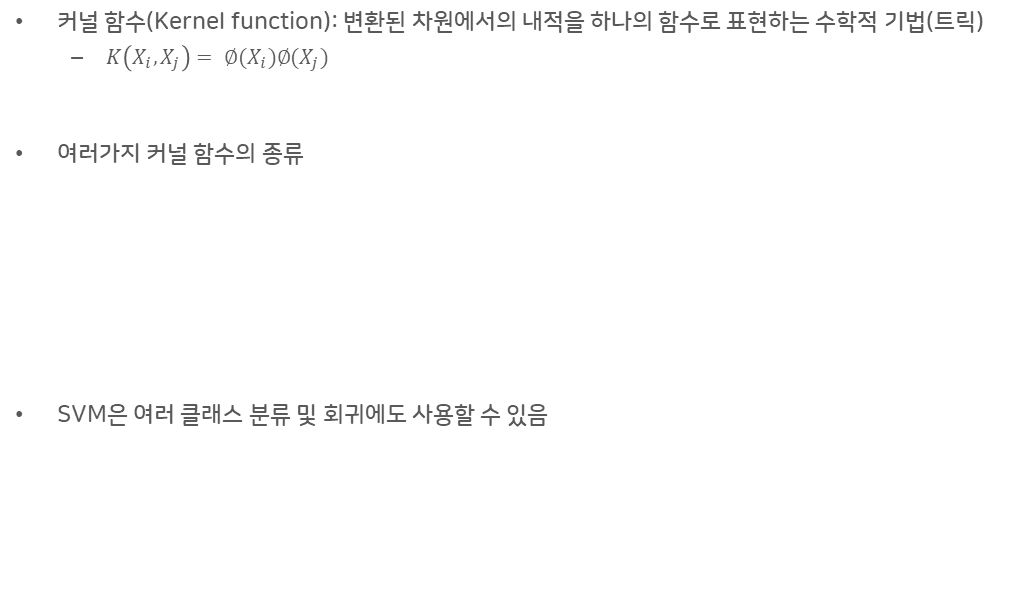 • 커널 함수(Kernel function): 변환된 차원에서의 내적을 하나의 함수로 표현하는 수학적 기법(트릭)
– K(Xᵢ,Xⱼ) = ∅(Xᵢ)∅(Xⱼ)
• 여러가지 커널 함수의 종류
• SVM은 여러 클래스 분류 및 회귀에도 사용할 수 있음